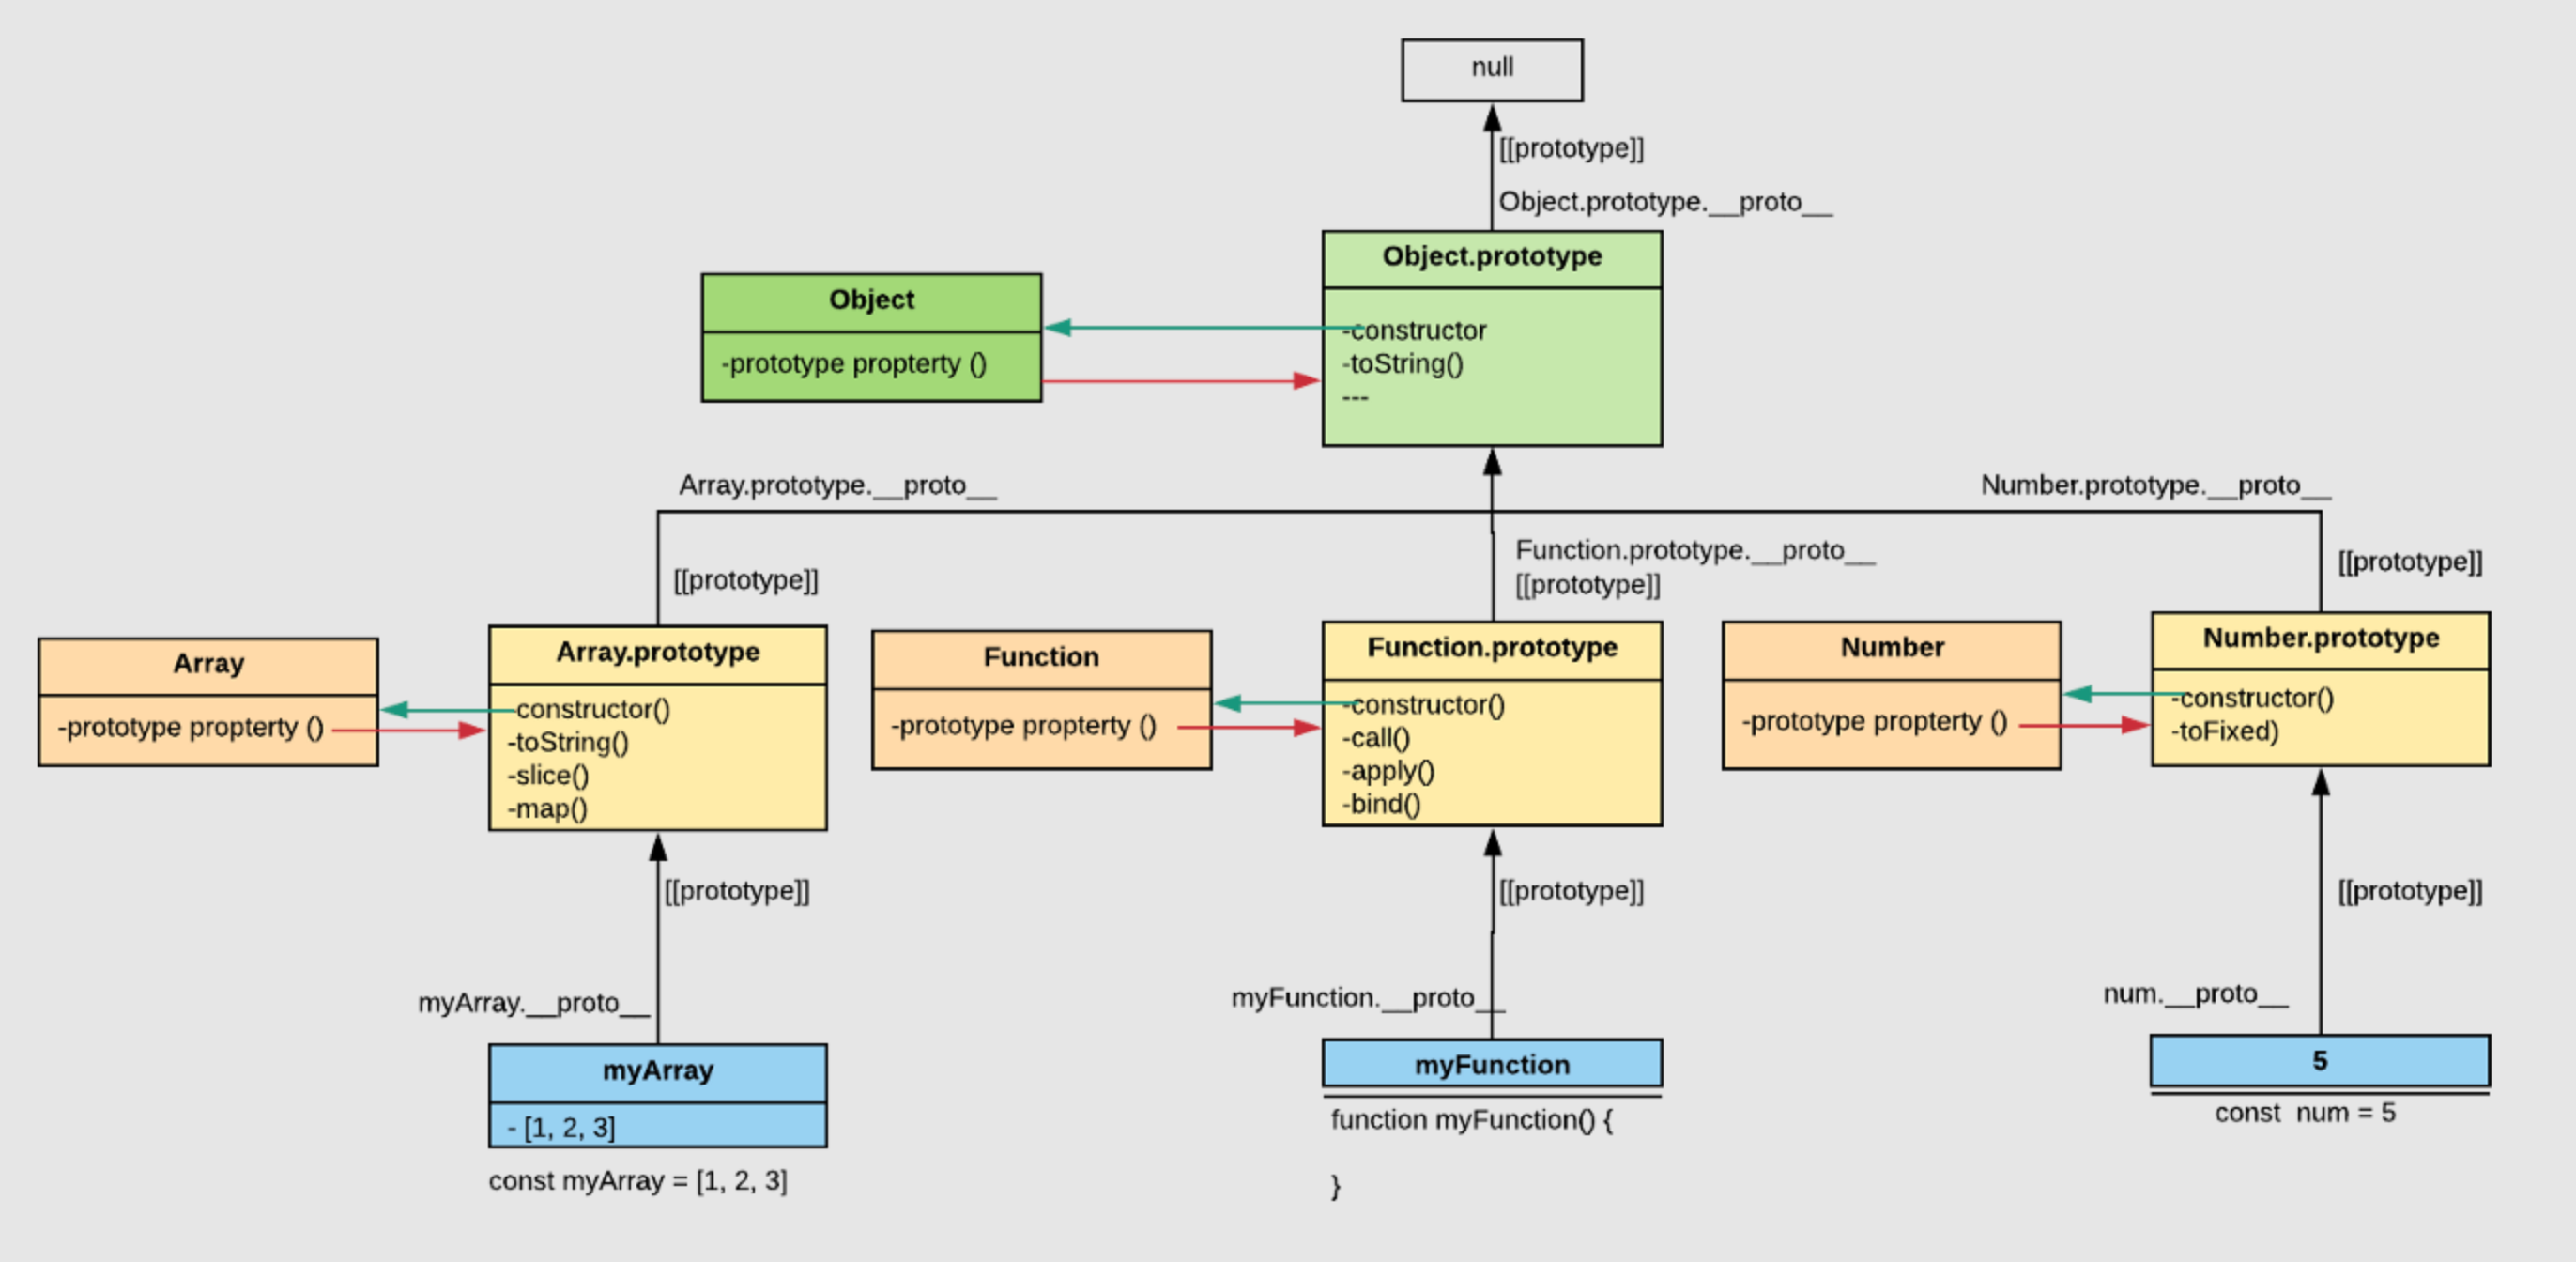 null
[[prototype]]
Object.prototype.__proto__
Object.prototype
-constructor
-toString()
---
Object
-prototype propterty ()
Array.prototype.__proto__
Number.prototype.__proto__
Function.prototype.__proto__
[[prototype]]
[[prototype]]
[[prototype]]
Array
-prototype propterty ()
Array.prototype
-constructor()
-toString()
-slice()
-map()
Function
-prototype propterty ()
Function.prototype
-constructor()
-call()
-apply()
-bind()
Number
-prototype propterty ()
Number.prototype
-constructor()
-toFixed)
[[prototype]]
[[prototype]]
[[prototype]]
myArray.__proto__
myFunction.__proto__
num.__proto__
myArray
- [1, 2, 3]
const myArray = [1, 2, 3]
myFunction
function myFunction() {
}
5
const num = 5